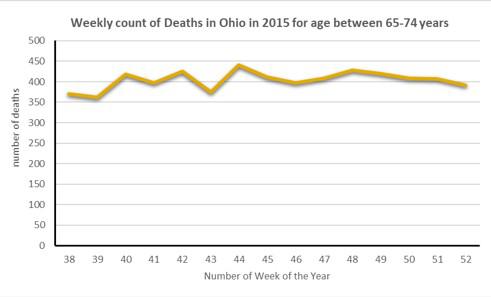 Weekly count of Deaths in Ohio in 2015 for age between 65-74 years
500
450
400
350
300
250
200
150
100
50
0
number of deaths
38 39 40 41 42 43 44 45 46 47 48 49 50 51 52
Number of Week of the Year